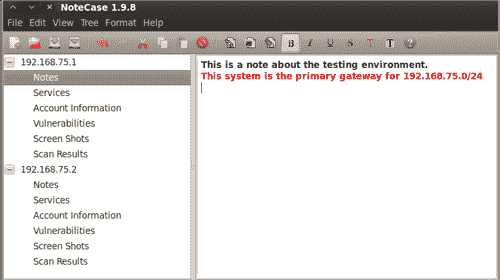 NoteCase 1.9.8
File Edit View Tree Format Help
B I U S T T
192.168.75.1
Notes
Services
Account Information
Vulnerabilities
Screen Shots
Scan Results
192.168.75.2
Notes
Services
Account Information
Vulnerabilities
Screen Shots
Scan Results
This is a note about the testing environment.
This system is the primary gateway for 192.168.75.0/24